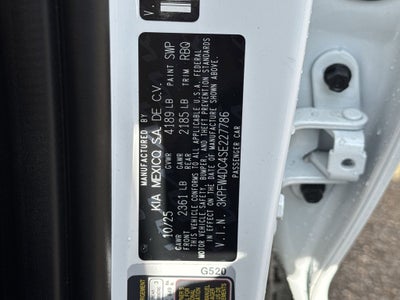 MANUFACTURED BY
KIA MEXICO, S.A. DE C.V.
10/25 GVWR 4189 LB PAINT SWP
GAWR FRONT 2361 LB GAWR REAR 2185 LB TRIM RBQ
THIS VEHICLE CONFORMS TO ALL APPLICABLE U.S.A. FEDERAL
MOTOR VEHICLE SAFETY, BUMPER, AND THEFT PREVENTION STANDARDS
IN EFFECT ON THE DATE OF MANUFACTURE SHOWN ABOVE.
V.I.N. 3KPFW4DC4SE227786
PASSENGER CAR
G520